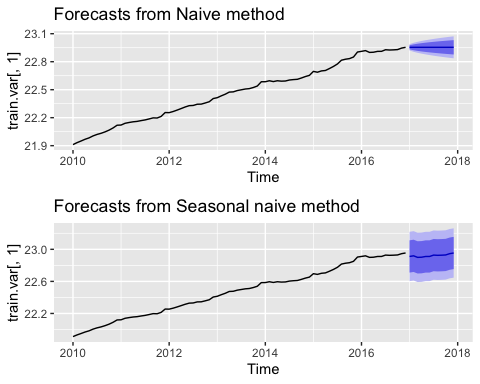 Forecasts from Naive method
23.1
22.8
22.5
22.2
21.9
train.var[, 1]
2010 2012 2014 2016 2018
Time
Forecasts from Seasonal naive method
23.0
22.6
22.2
train.var[, 1]
2010 2012 2014 2016 2018
Time